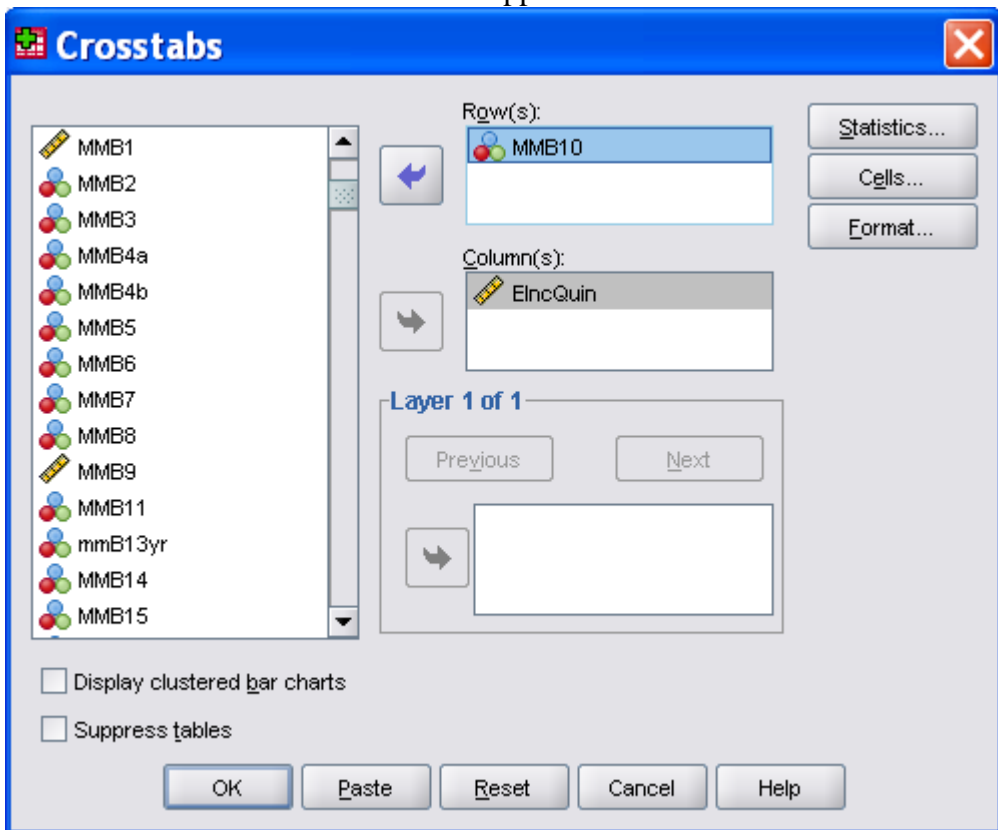 Crosstabs
MMB1
MMB2
MMB3
MMB4a
MMB4b
MMB5
MMB6
MMB7
MMB8
MMB9
MMB11
mmB13yr
MMB14
MMB15
Row(s):
MMB10
Column(s):
EIncQuin
Layer 1 of 1
Previous Next
Statistics...
Cells...
Format...
Display clustered bar charts
Suppress tables
OK Paste Reset Cancel Help